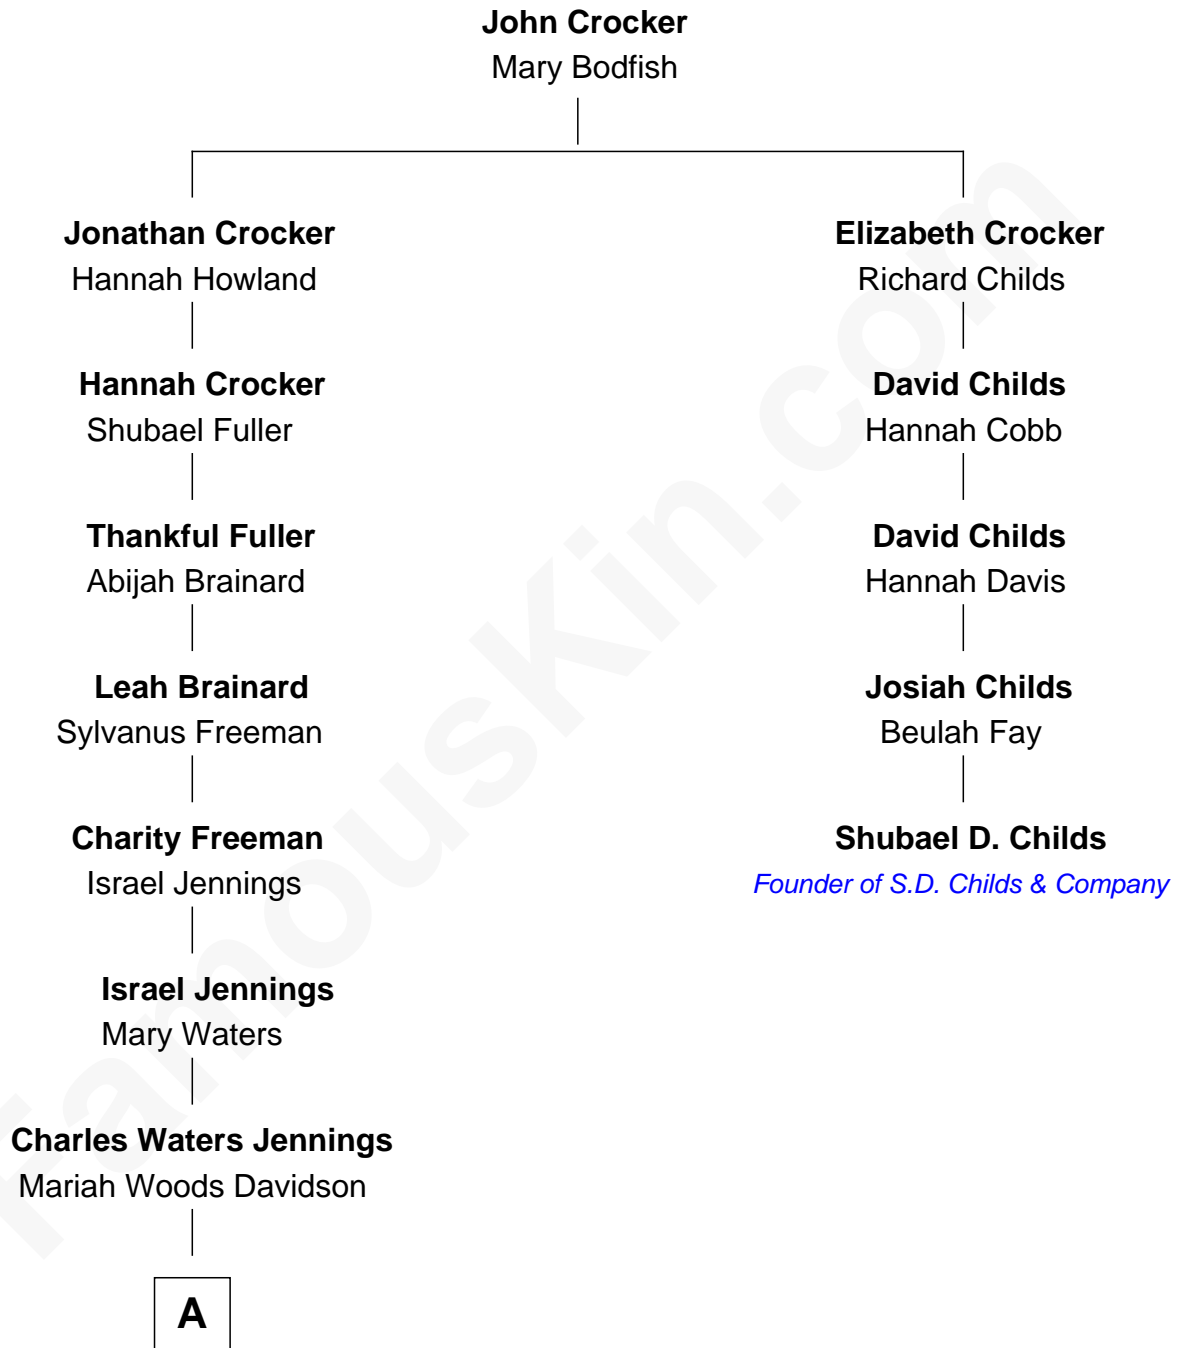 John Crocker
Mary Bodfish
Jonathan Crocker
Hannah Howland
Elizabeth Crocker
Richard Childs
Hannah Crocker
Shubael Fuller
David Childs
Hannah Cobb
Thankful Fuller
Abijah Brainard
David Childs
Hannah Davis
Leah Brainard
Sylvanus Freeman
Josiah Childs
Beulah Fay
Charity Freeman
Israel Jennings
Shubael D. Childs
Founder of S.D. Childs & Company
Israel Jennings
Mary Waters
Charles Waters Jennings
Mariah Woods Davidson
A
FamousKin.com